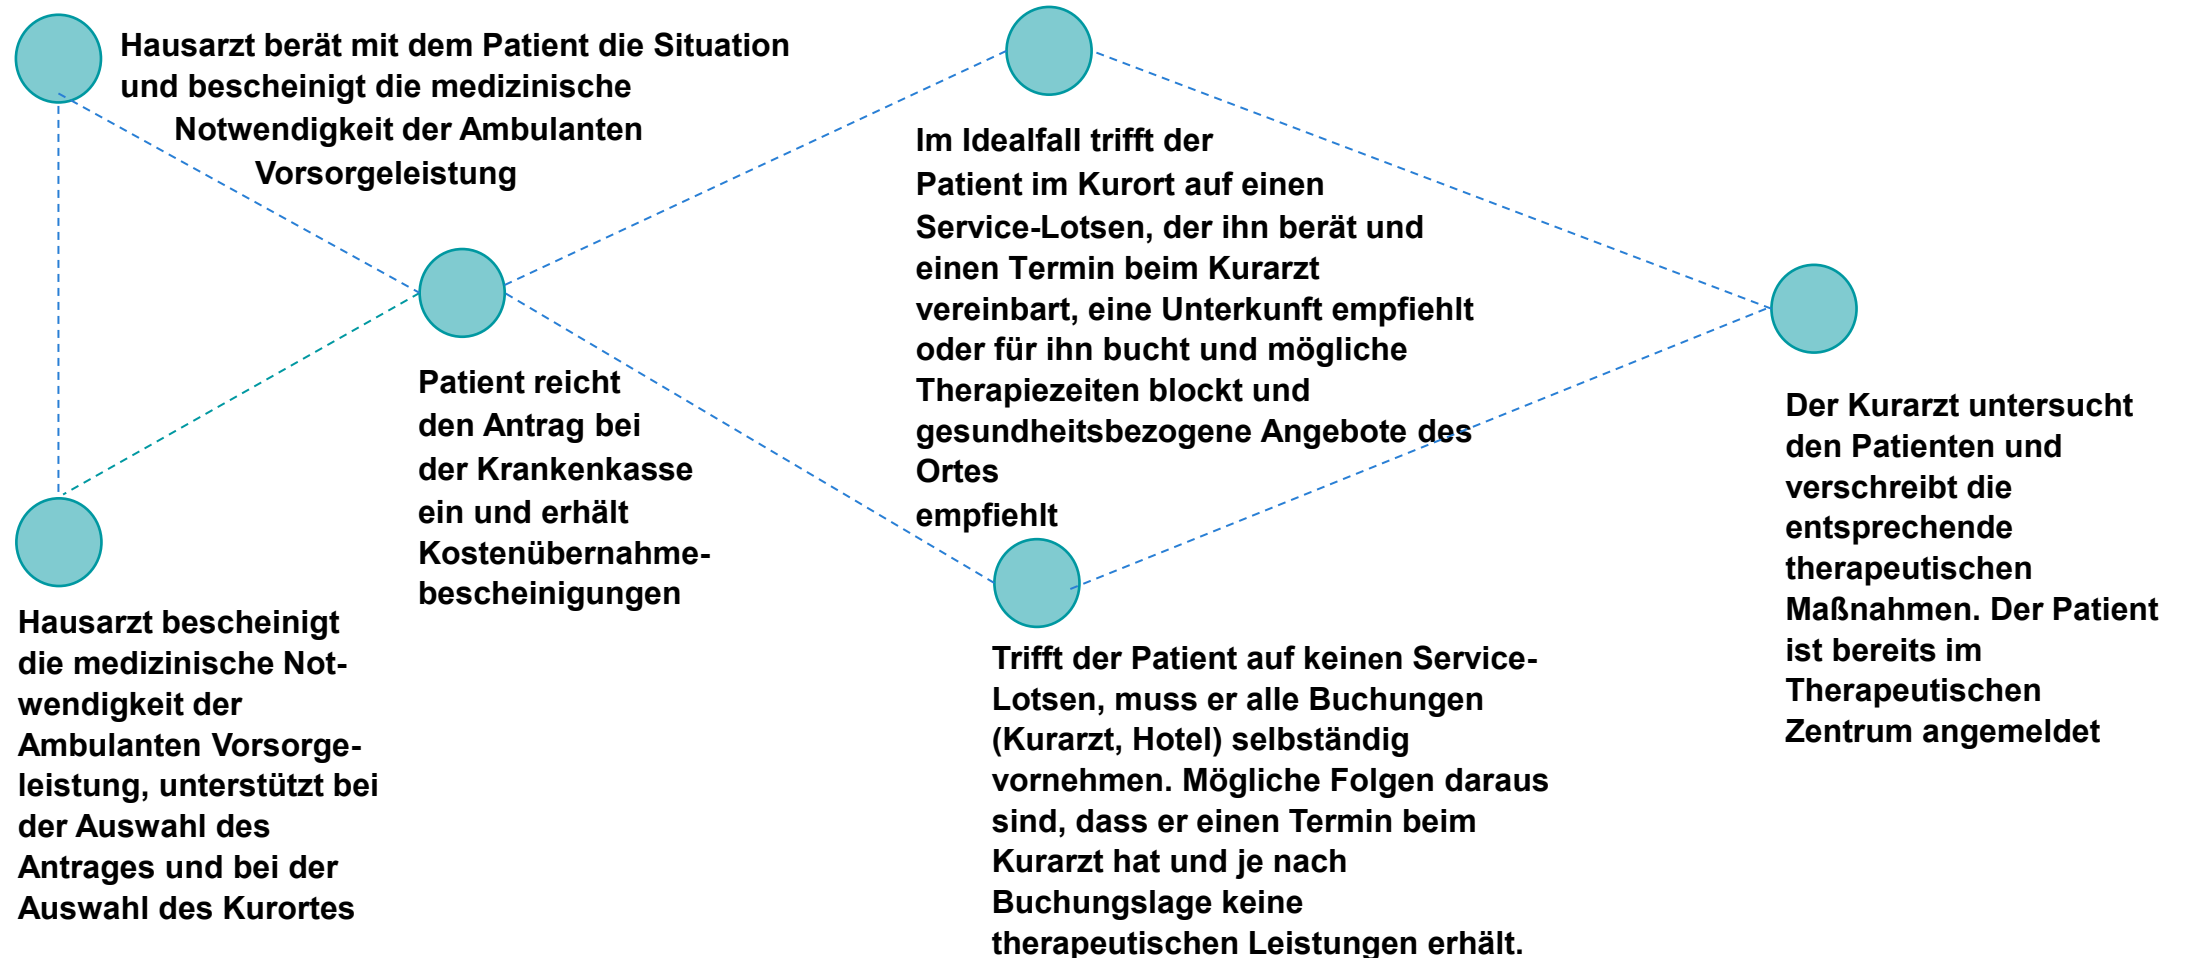 Hausarzt berät mit dem Patient die Situation
und bescheinigt die medizinische
Notwendigkeit der Ambulanten
Vorsorgeleistung
Hausarzt bescheinigt
die medizinische Not-
wendigkeit der
Ambulanten Vorsorge-
leistung, unterstützt bei
der Auswahl des
Antrages und bei der
Auswahl des Kurortes
Patient reicht
den Antrag bei
der Krankenkasse
ein und erhält
Kostenübernahme-
bescheinigungen
Im Idealfall trifft der
Patient im Kurort auf einen
Service-Lotsen, der ihn berät und
einen Termin beim Kurarzt
vereinbart, eine Unterkunft empfiehlt
oder für ihn bucht und mögliche
Therapiezeiten blockt und
gesundheitsbezogene Angebote des
Ortes
empfiehlt
Trifft der Patient auf keinen Service-
Lotsen, muss er alle Buchungen
(Kurarzt, Hotel) selbständig
vornehmen. Mögliche Folgen daraus
sind, dass er einen Termin beim
Kurarzt hat und je nach
Buchungslage keine
therapeutischen Leistungen erhält.
Der Kurarzt untersucht
den Patienten und
verschreibt die
entsprechende
therapeutischen
Maßnahmen. Der Patient
ist bereits im
Therapeutischen
Zentrum angemeldet